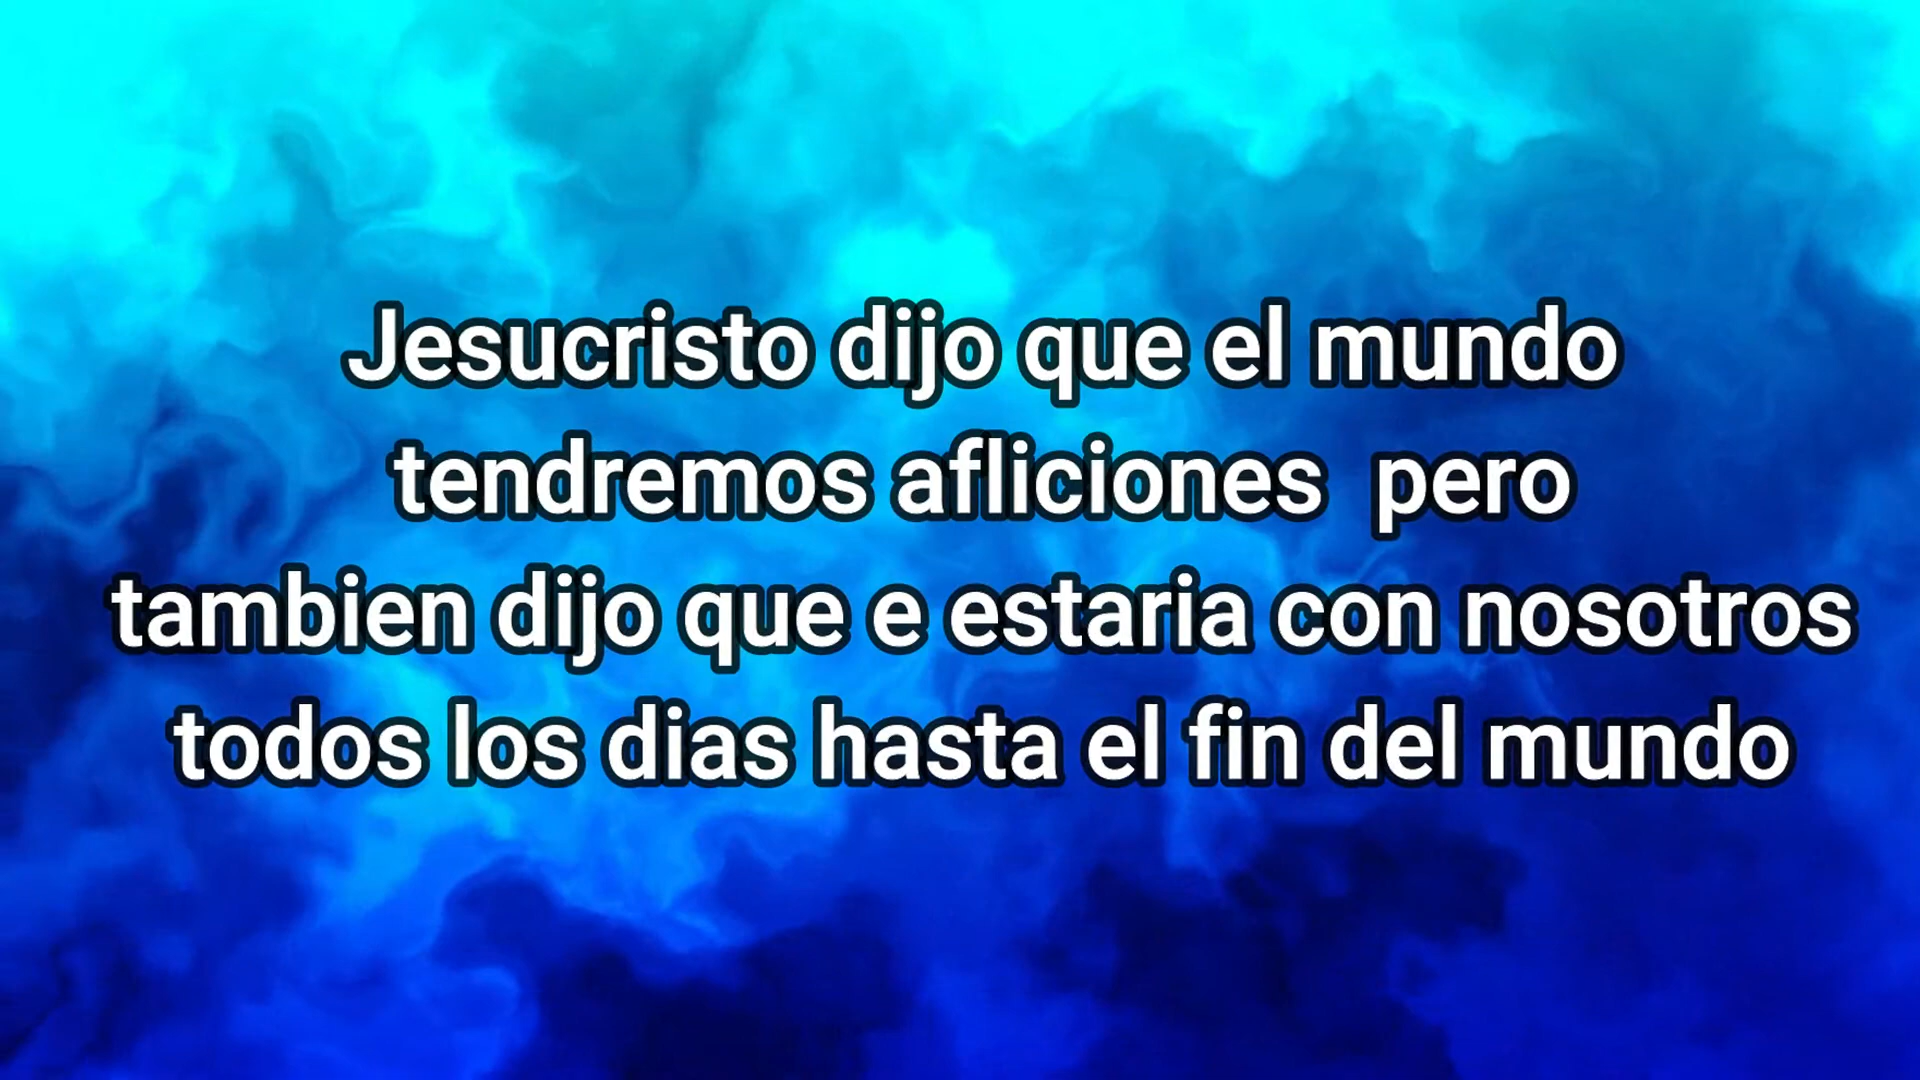 Jesucristo dijo que el mundo
tendremos afliciones pero
tambien dijo que e estaria con nosotros
todos los dias hasta el fin del mundo